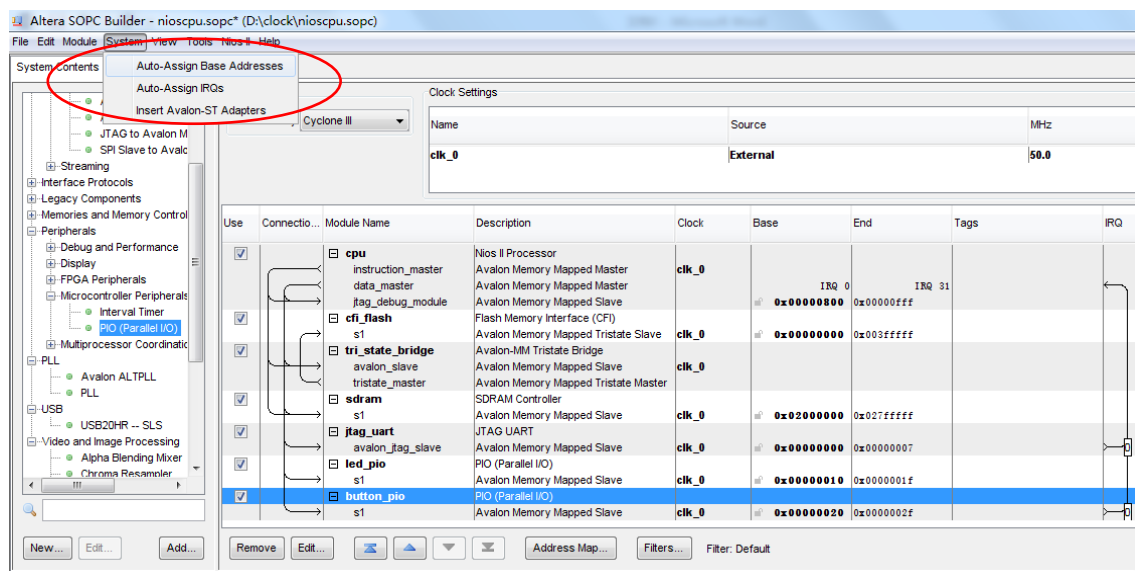 Altera SOPC Builder - nioscpu.sopc* (D:\clock\nioscpu.sopc)
File Edit Module System View Tools Nios II Help
System Contents
Auto-Assign Base Addresses
Auto-Assign IRQs
Insert Avalon-ST Adapters
JTAG to Avalon M
SPI Slave to Avalc
Streaming
Interface Protocols
Legacy Components
Memories and Memory Control
Peripherals
Debug and Performance
Display
FPGA Peripherals
Microcontroller Peripherals
Interval Timer
PIO (Parallel I/O)
Multiprocessor Coordinatic
PLL
Avalon ALTPLL
PLL
USB
USB20HR -- SLS
Video and Image Processing
Alpha Blending Mixer
Chroma Resampler
New... Edit... Add...
Cyclone III
Clock Settings
Name Source MHz
clk_0 External 50.0
Use Connectio... Module Name Description Clock Base End Tags IRQ
cpu Nios II Processor
instruction_master Avalon Memory Mapped Master clk_0
data_master Avalon Memory Mapped Master IRQ 0 IRQ 31
jtag_debug_module Avalon Memory Mapped Slave 0x00000800 0x00000fff
cfi_flash Flash Memory Interface (CFI)
s1 Avalon Memory Mapped Tristate Slave clk_0 0x00000000 0x003fffff
tri_state_bridge Avalon-MM Tristate Bridge
avalon_slave Avalon Memory Mapped Slave clk_0
tristate_master Avalon Memory Mapped Tristate Master
sdram SDRAM Controller
s1 Avalon Memory Mapped Slave clk_0 0x02000000 0x027fffff
jtag_uart JTAG UART
avalon_jtag_slave Avalon Memory Mapped Slave clk_0 0x00000000 0x00000007 0
led_pio PIO (Parallel I/O)
s1 Avalon Memory Mapped Slave clk_0 0x00000010 0x0000001f
button_pio PIO (Parallel I/O)
s1 Avalon Memory Mapped Slave clk_0 0x00000020 0x0000002f 0
Remove Edit... Address Map... Filters... Filter: Default